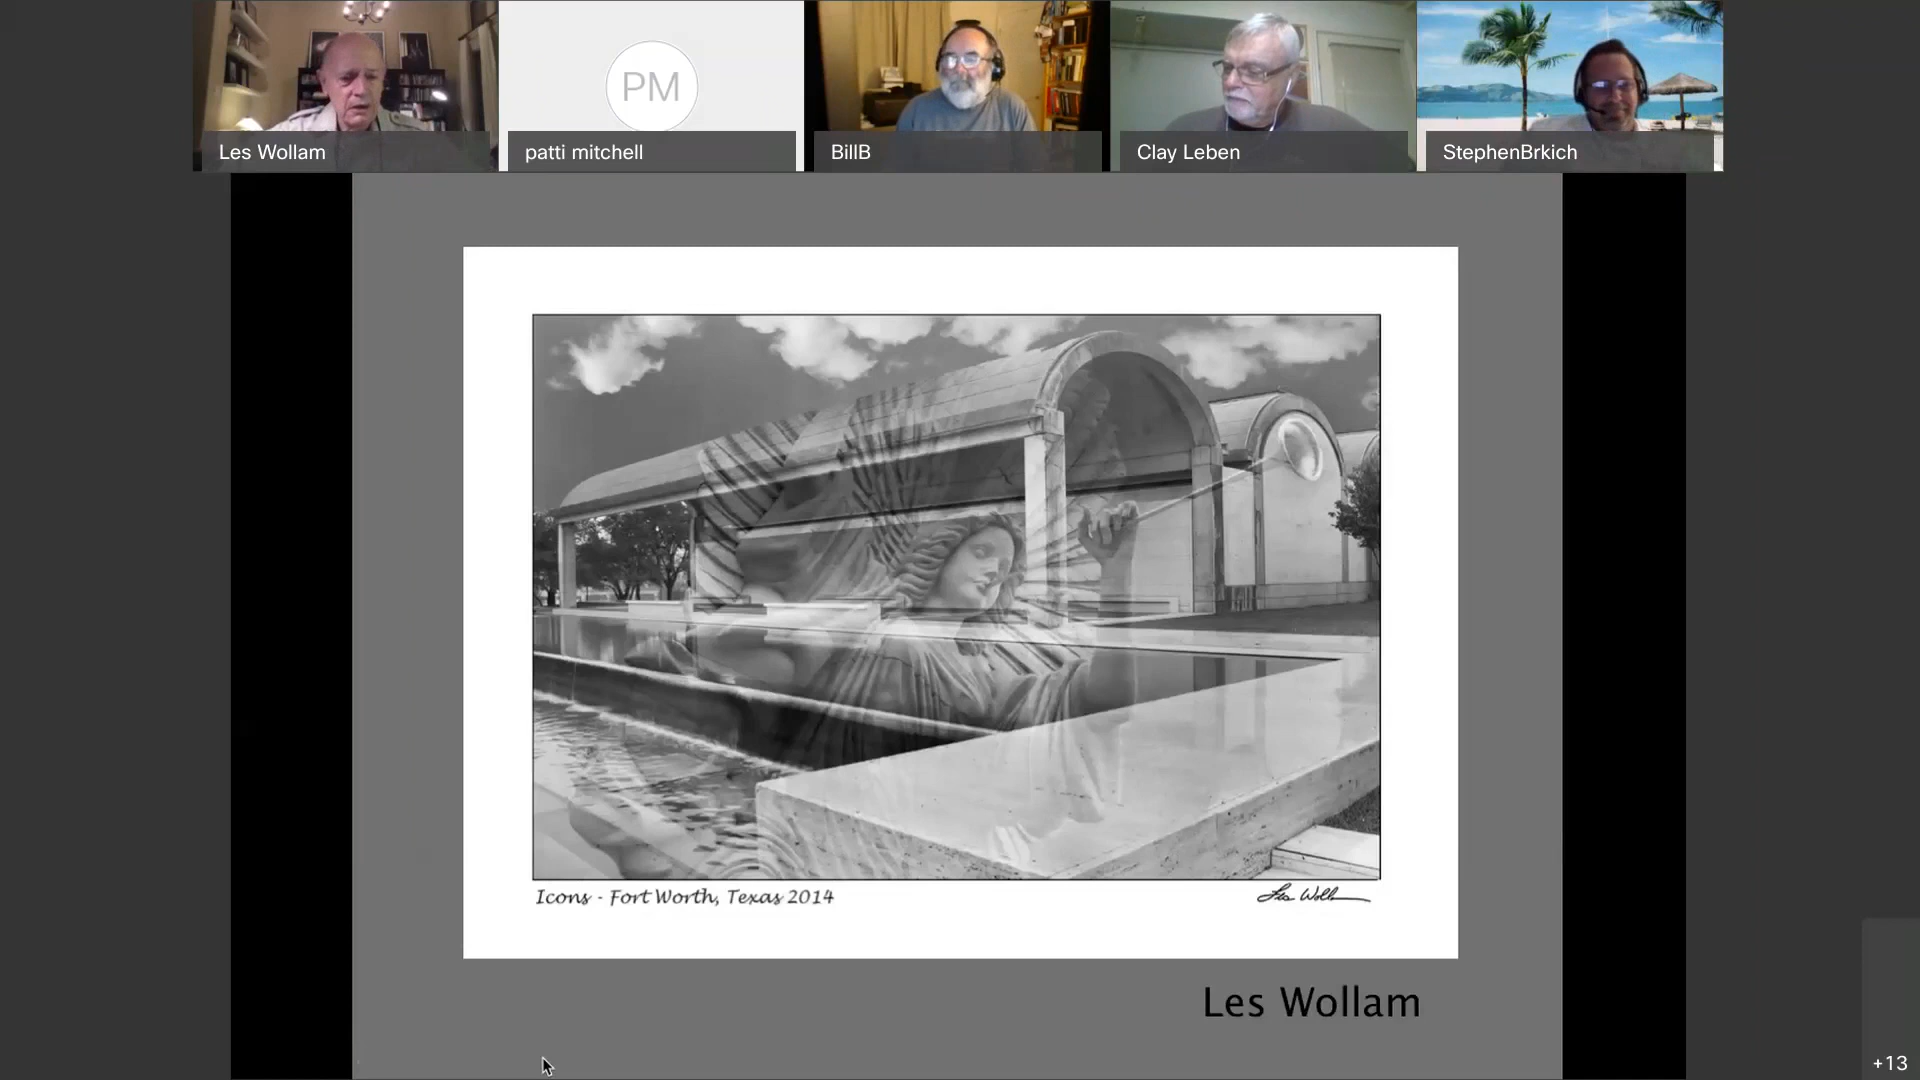 Les Wollam
PM
patti mitchell
BillB
Clay Leben
StephenBrkich
Icons - Fort Worth, Texas 2014
Les Wollam
+13